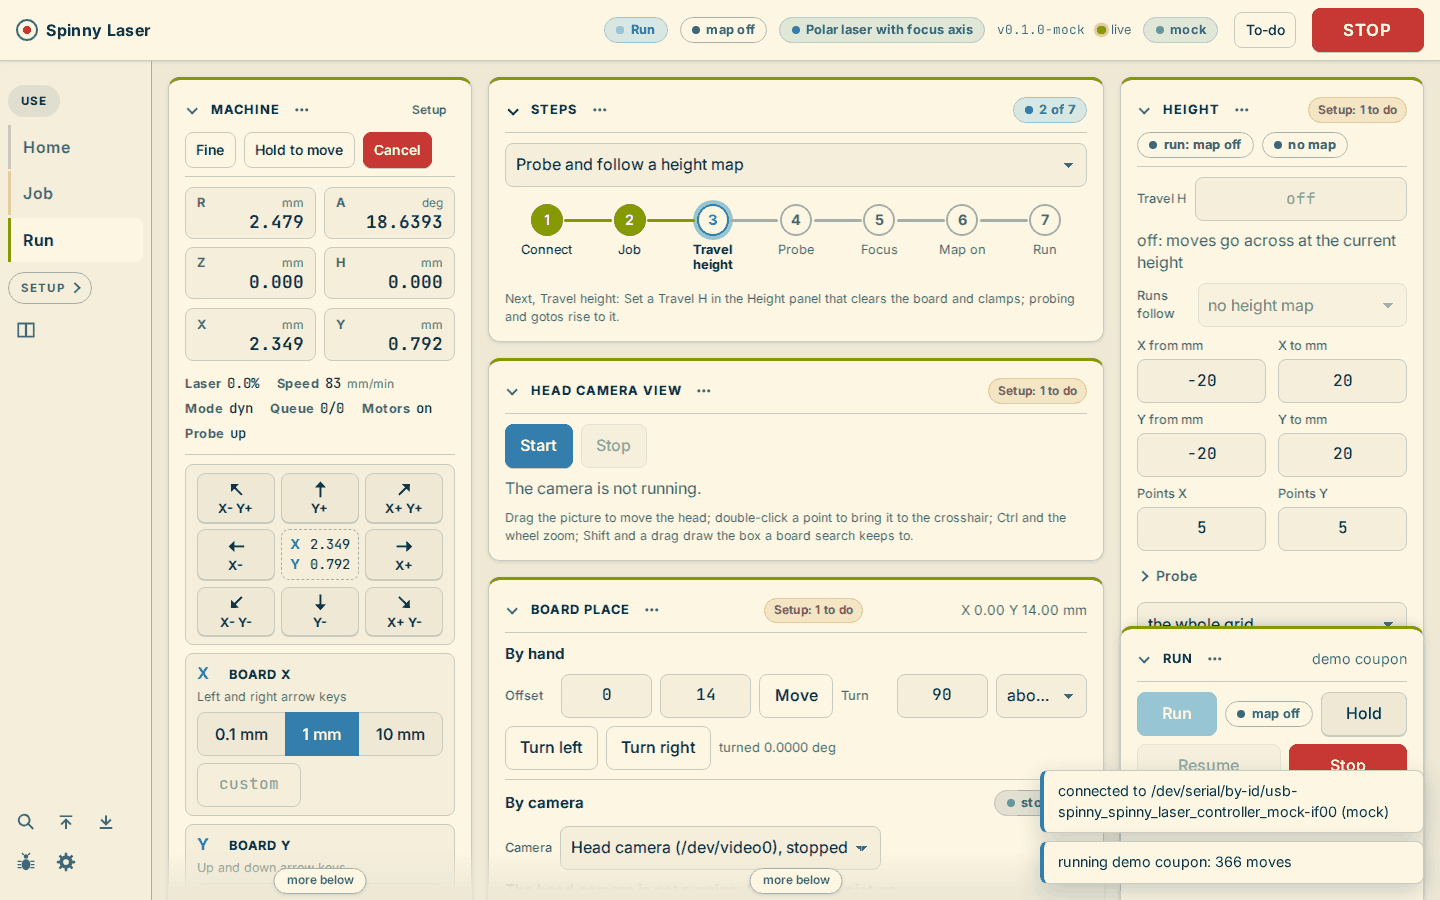 Spinny Laser
Run
map off
Polar laser with focus axis
v0.1.0-mock
live
mock
To-do
STOP
USE
Home
Job
Run
SETUP
MACHINE ...
Setup
Fine
Hold to move
Cancel
R mm
2.479
A deg
18.6393
Z mm
0.000
H mm
0.000
X mm
2.349
Y mm
0.792
Laser 0.0% Speed 83 mm/min
Mode dyn Queue 0/0 Motors on
Probe up
X- Y+
Y+
X+ Y+
X-
X 2.349
Y 0.792
X+
X- Y-
Y-
X+ Y-
X BOARD X
Left and right arrow keys
0.1 mm
1 mm
10 mm
custom
Y BOARD Y
Up and down arrow keys
more below
STEPS ...
2 of 7
Probe and follow a height map
1 2 3 4 5 6 7
Connect
Job
Travel
height
Probe
Focus
Map on
Run
Next, Travel height: Set a Travel H in the Height panel that clears the board and clamps; probing
and gotos rise to it.
HEAD CAMERA VIEW ...
Setup: 1 to do
Start
Stop
The camera is not running.
Drag the picture to move the head; double-click a point to bring it to the crosshair; Ctrl and the
wheel zoom; Shift and a drag draw the box a board search keeps to.
BOARD PLACE ...
Setup: 1 to do
X 0.00 Y 14.00 mm
By hand
Offset
0
14
Move
Turn
90
abo...
Turn left
Turn right
turned 0.0000 deg
By camera
Camera
Head camera (/dev/video0), stopped
more below
HEIGHT ...
Setup: 1 to do
run: map off
no map
Travel H
off
off: moves go across at the current
height
Runs
follow
no height map
X from mm
X to mm
-20
20
Y from mm
Y to mm
-20
20
Points X
Points Y
5
5
Probe
the whole grid
RUN ...
demo coupon
Run
map off
Hold
Resume
Stop
connected to /dev/serial/by-id/usb-
spinny_spinny_laser_controller_mock-if00 (mock)
running demo coupon: 366 moves